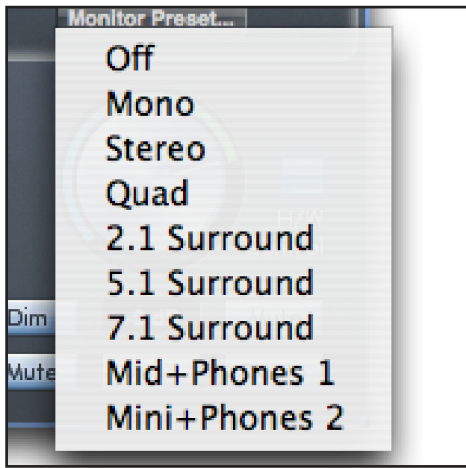 Monitor Preset...
Off
Mono
Stereo
Quad
2.1 Surround
5.1 Surround
7.1 Surround
Mid+Phones 1
Mini+Phones 2
Dim
Mute